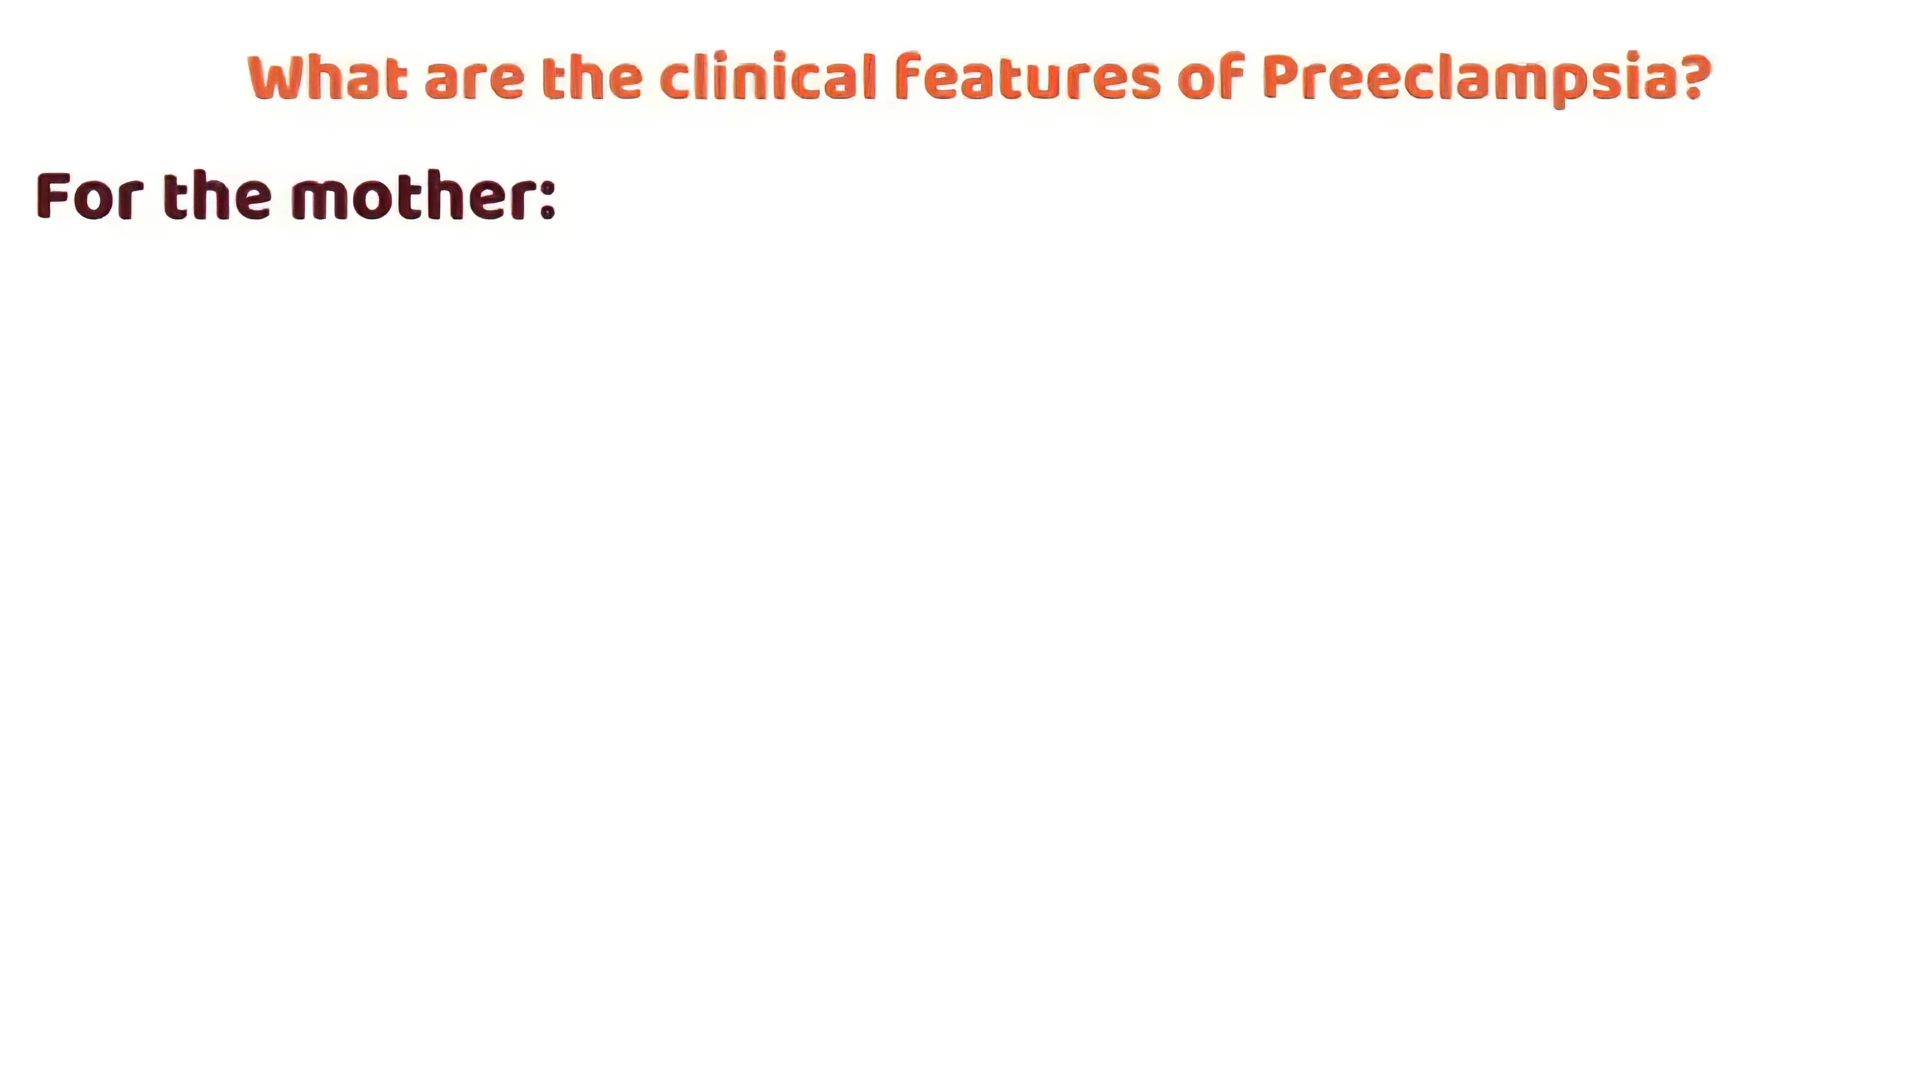 What are the clinical features of Preeclampsia?
For the mother: